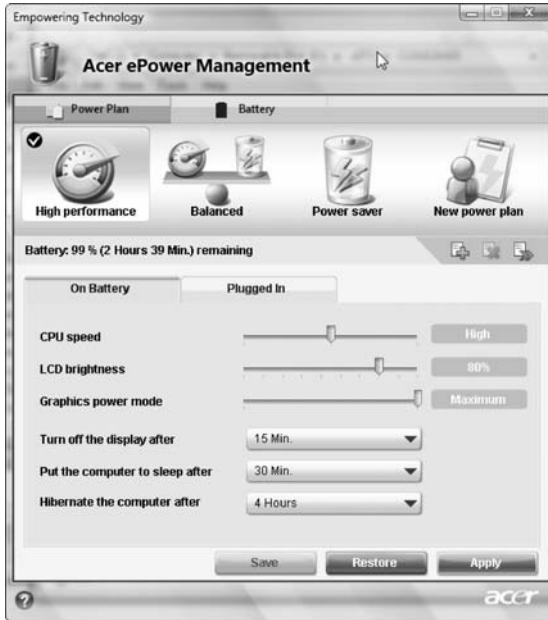 Empowering Technology
Acer ePower Management
Power Plan Battery
High performance Balanced Power saver New power plan
Battery: 99 % (2 Hours 39 Min.) remaining
On Battery Plugged In
CPU speed High
LCD brightness 80%
Graphics power mode Maximum
Turn off the display after 15 Min.
Put the computer to sleep after 30 Min.
Hibernate the computer after 4 Hours
Save Restore Apply
? acer